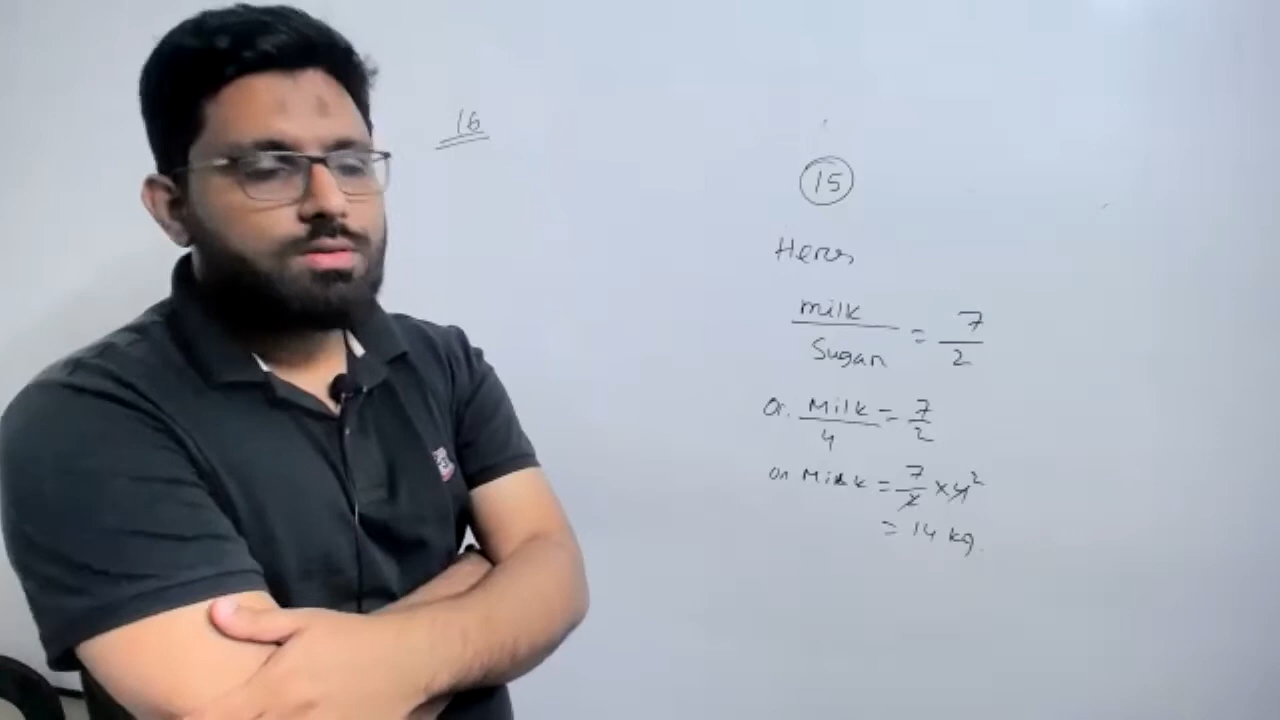 16
15
Here,
milk / Sugar = 7/2
or. Milk/4 = 7/2
or Milk = 7/2 × 4 2
= 14 kg.